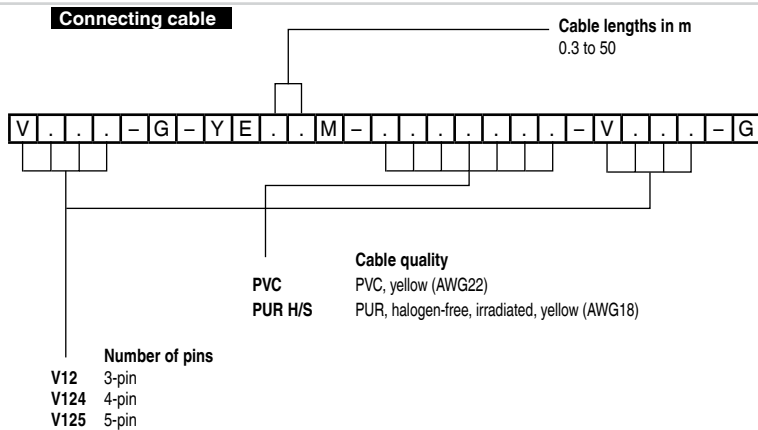 Connecting cable
Cable lengths in m
0.3 to 50
V . . . – G – Y E . . M – . . . . . . . – V . . . – G
Cable quality
PVC PVC, yellow (AWG22)
PUR H/S PUR, halogen-free, irradiated, yellow (AWG18)
Number of pins
V12 3-pin
V124 4-pin
V125 5-pin